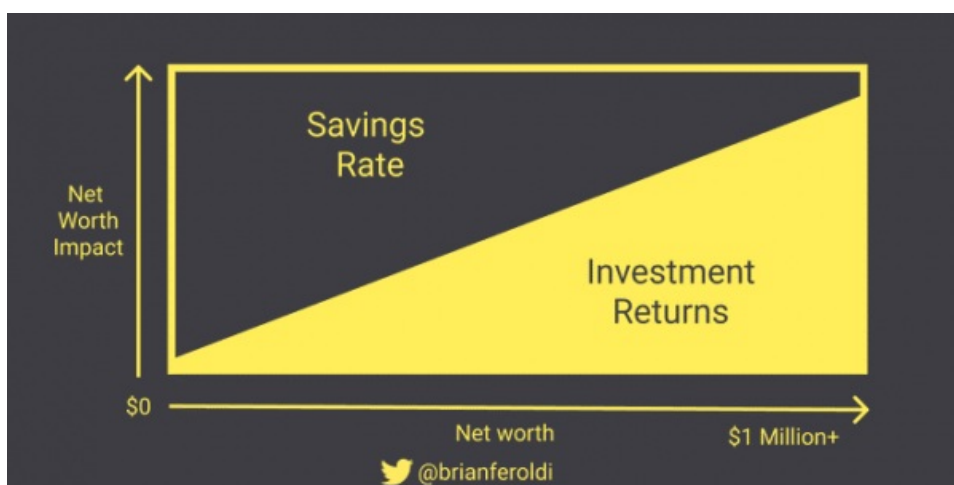 Savings
Rate
Net
Worth
Impact
Investment
Returns
$0
Net worth
$1 Million+
@brianferoldi